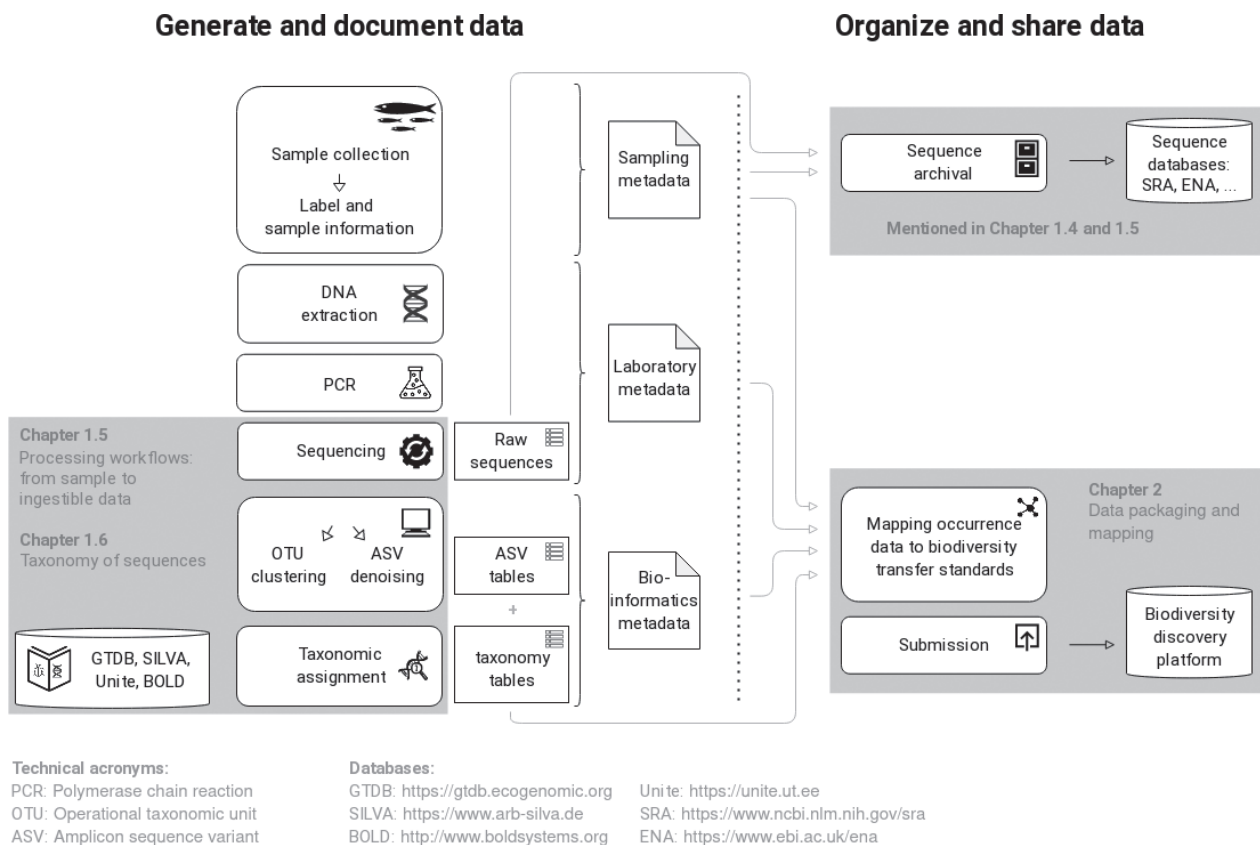 Generate and document data
Organize and share data
Sample collection
Label and
sample information
DNA
extraction
PCR
Chapter 1.5
Processing workflows:
from sample to
ingestible data
Chapter 1.6
Taxonomy of sequences
Sequencing
OTU
clustering
ASV
denoising
GTDB, SILVA,
Unite, BOLD
Taxonomic
assignment
Raw
sequences
ASV
tables
+
taxonomy
tables
Sampling
metadata
Laboratory
metadata
Bio-
informatics
metadata
Sequence
archival
Sequence
databases:
SRA, ENA, ...
Mentioned in Chapter 1.4 and 1.5
Mapping occurrence
data to biodiversity
transfer standards
Chapter 2
Data packaging and
mapping
Submission
Biodiversity
discovery
platform
Technical acronyms:
PCR: Polymerase chain reaction
OTU: Operational taxonomic unit
ASV: Amplicon sequence variant
Databases:
GTDB: https://gtdb.ecogenomic.org
SILVA: https://www.arb-silva.de
BOLD: http://www.boldsystems.org
Unite: https://unite.ut.ee
SRA: https://www.ncbi.nlm.nih.gov/sra
ENA: https://www.ebi.ac.uk/ena